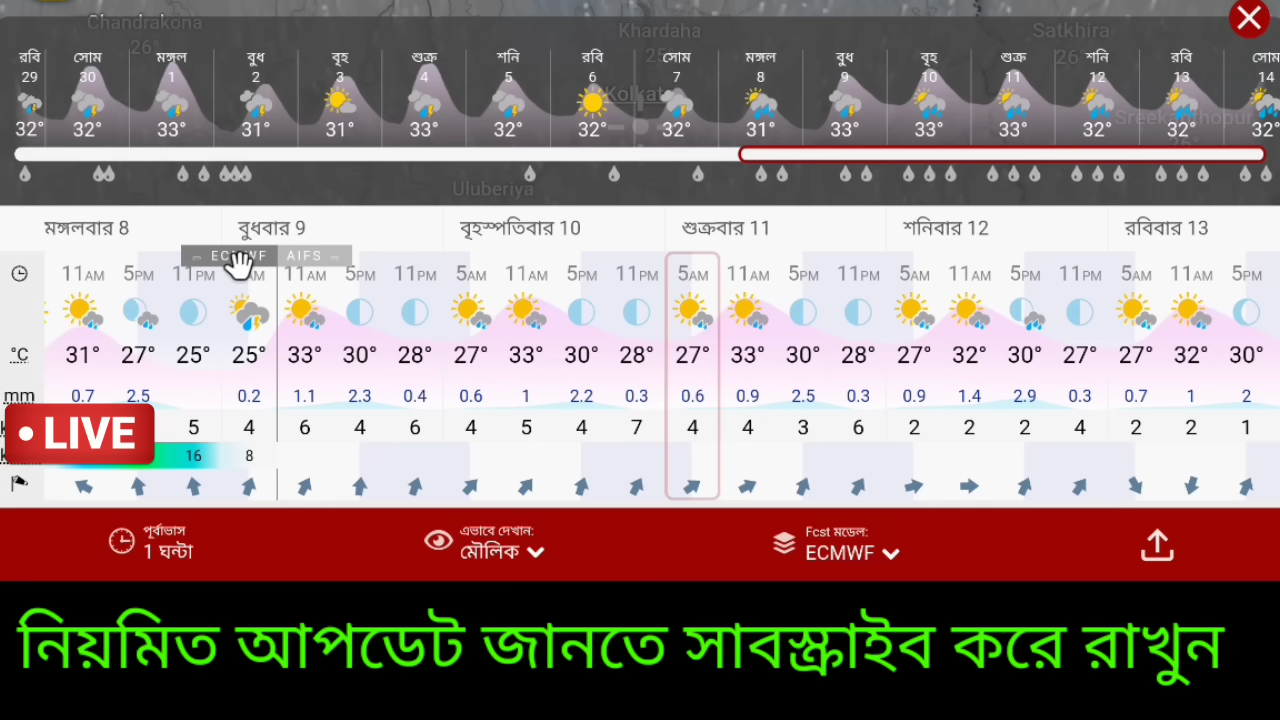 Chandrakona
26°
Khardaha
25°
Satkhira
26°
রবি সোম মঙ্গল বুধ বৃহ শুক্র শনি রবি সোম মঙ্গল বুধ বৃহ শুক্র শনি রবি সোম
29 30 1 2 3 4 5 6 7 8 9 10 11 12 13 14
Kolkata
Sreekanthopur
32° 32° 33° 31° 31° 33° 32° 32° 32° 31° 33° 33° 33° 32° 32° 32°
Uluberiya
মঙ্গলবার 8 বুধবার 9 বৃহস্পতিবার 10 শুক্রবার 11 শনিবার 12 রবিবার 13
ECMWF AIFS
11AM 5PM 11PM AM 11AM 5PM 11PM 5AM 11AM 5PM 11PM 5AM 11AM 5PM 11PM 5AM 11AM 5PM 11PM 5AM 11AM 5PM
°C 31° 27° 25° 25° 33° 30° 28° 27° 33° 30° 28° 27° 33° 30° 28° 27° 32° 30° 27° 27° 32° 30°
mm 0.7 2.5 0.2 1.1 2.3 0.4 0.6 1 2.2 0.3 0.6 0.9 2.5 0.3 0.9 1.4 2.9 0.3 0.7 1 2
5 4 6 4 6 4 5 4 7 4 4 3 6 2 2 2 4 2 2 1
• LIVE
16 8
পূর্বাভাস
1 ঘন্টা
এভাবে দেখান:
মৌলিক
Fcst মডেল:
ECMWF
নিয়মিত আপডেট জানতে সাবস্ক্রাইব করে রাখুন